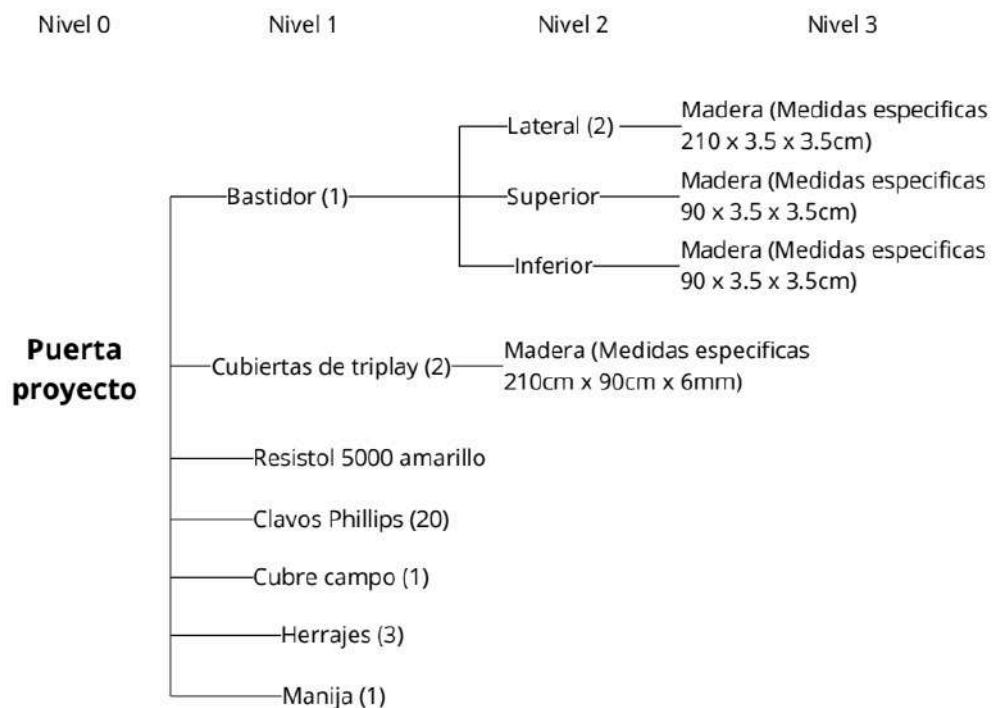 Nivel 0 Nivel 1 Nivel 2 Nivel 3
Bastidor (1)
Lateral (2)
Madera (Medidas especificas
210 x 3.5 x 3.5cm)
Superior
Madera (Medidas especificas
90 x 3.5 x 3.5cm)
Inferior
Madera (Medidas especificas
90 x 3.5 x 3.5cm)
Puerta
proyecto
Cubiertas de triplay (2)
Madera (Medidas especificas
210cm x 90cm x 6mm)
Resistol 5000 amarillo
Clavos Phillips (20)
Cubre campo (1)
Herrajes (3)
Manija (1)